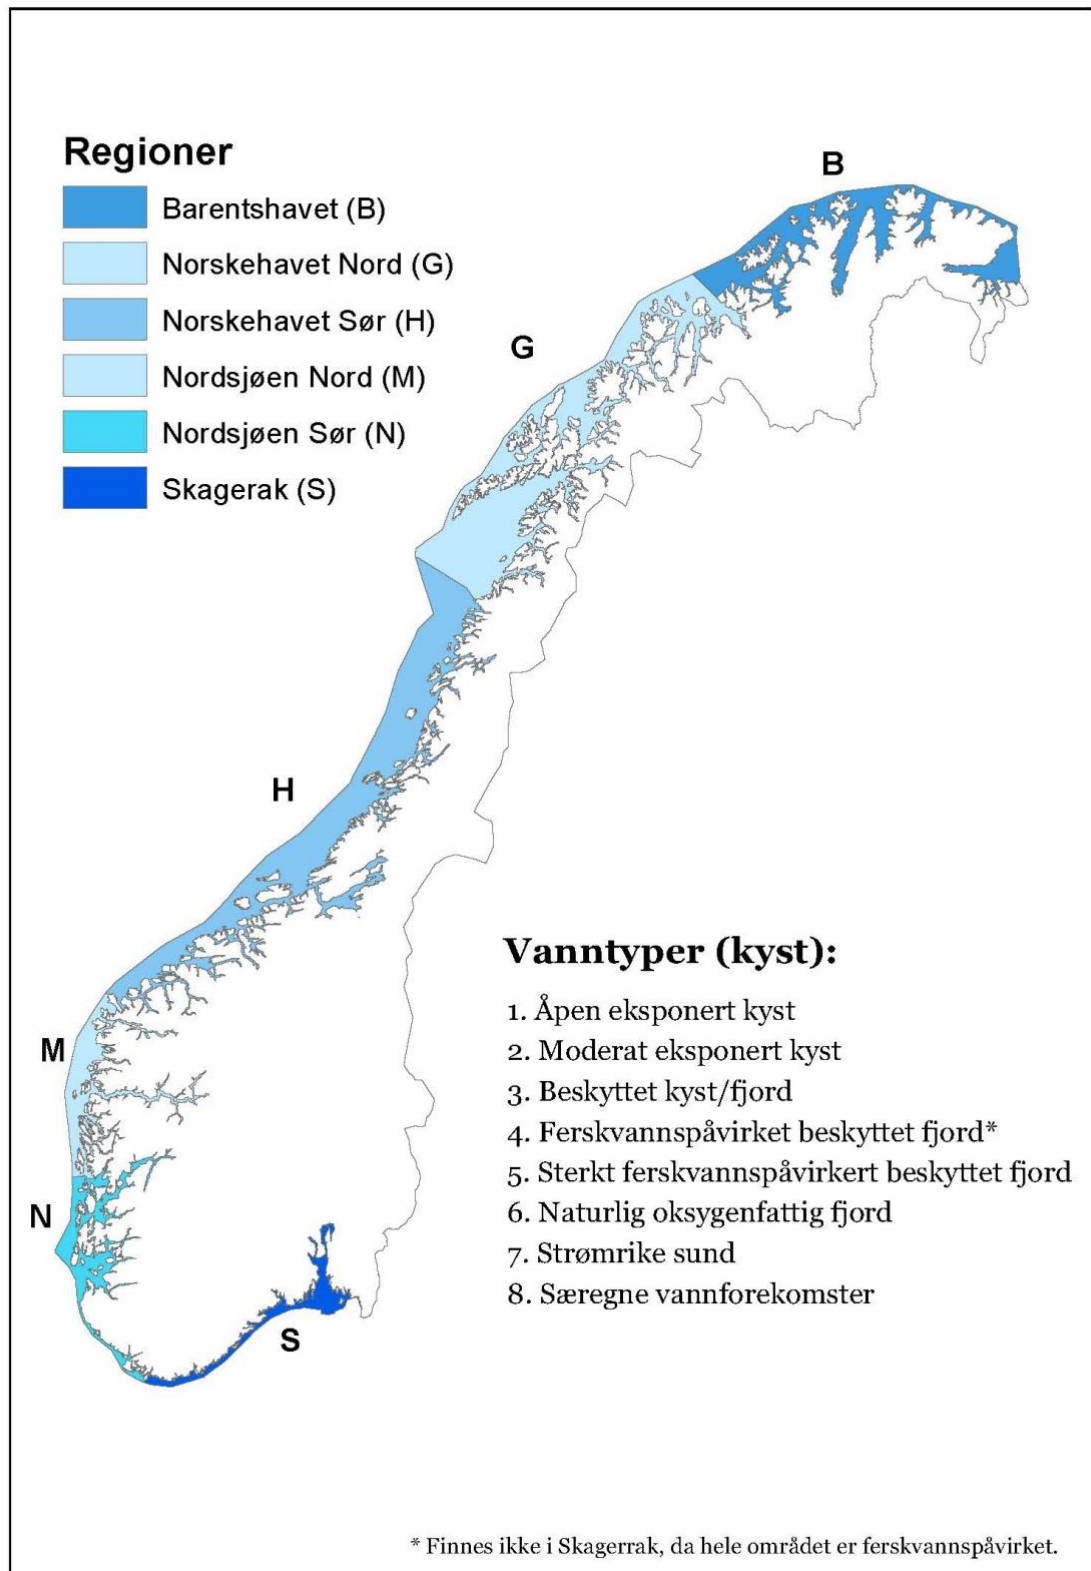 Regioner
Barentshavet (B)
Norskehavet Nord (G)
Norskehavet Sør (H)
Nordsjøen Nord (M)
Nordsjøen Sør (N)
Skagerak (S)
B
G
H
M
N
S
Vanntyper (kyst):
1. Åpen eksponert kyst
2. Moderat eksponert kyst
3. Beskyttet kyst/fjord
4. Ferskvannspåvirket beskyttet fjord*
5. Sterkt ferskvannspåvirkert beskyttet fjord
6. Naturlig oksygenfattig fjord
7. Strømrike sund
8. Særegne vannforekomster
* Finnes ikke i Skagerrak, da hele området er ferskvannspåvirket.